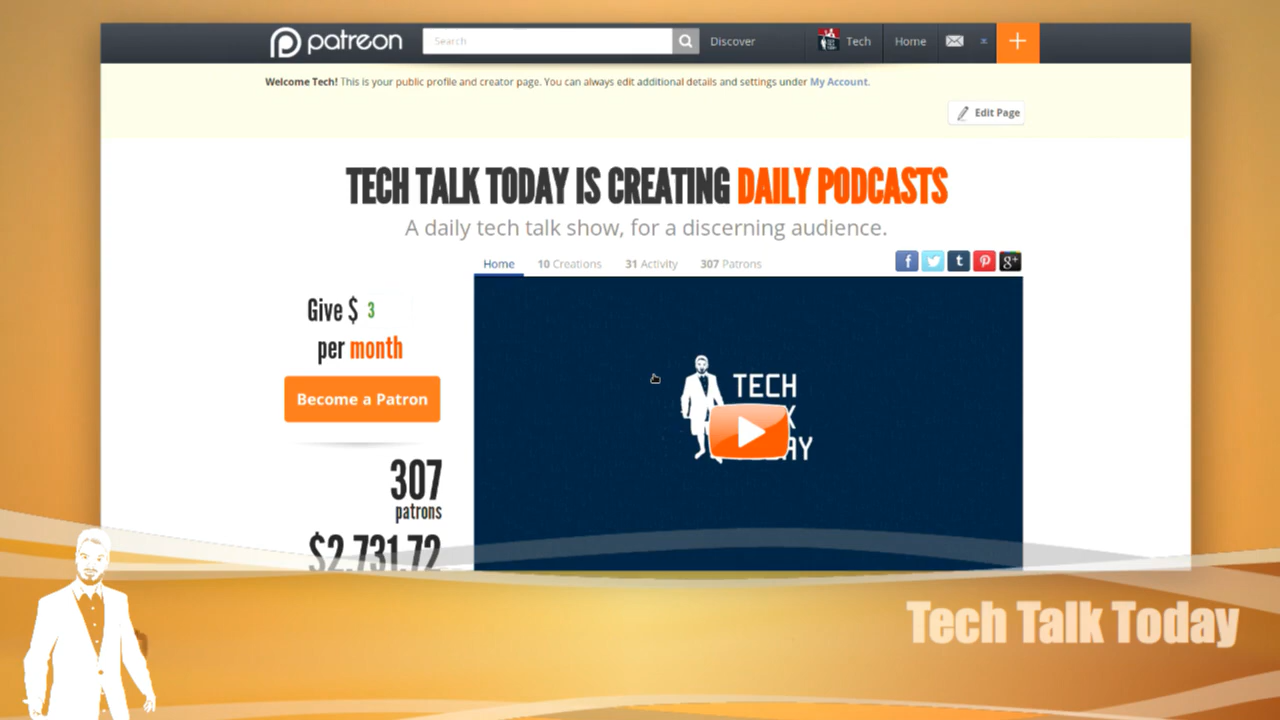 patreon Search Discover Tech Home +
Welcome Tech! This is your public profile and creator page. You can always edit additional details and settings under My Account.
Edit Page
TECH TALK TODAY IS CREATING DAILY PODCASTS
A daily tech talk show, for a discerning audience.
Home 10 Creations 31 Activity 307 Patrons f t g+
Give $ 3
per month
Become a Patron
307
patrons
$2,731.72
TECH
Tech Talk Today